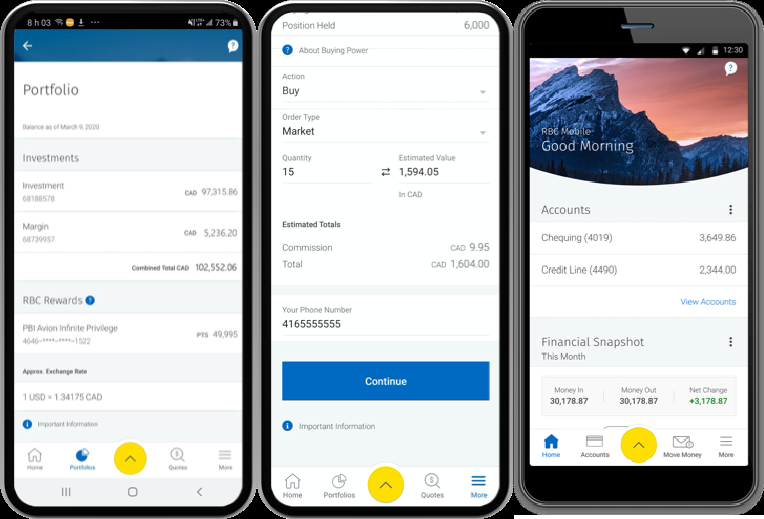 8 h 03
73%
Portfolio
Balance as of March 9, 2020
Investments
Investment
68188578
CAD 97,315.86
Margin
68739957
CAD 5,236.20
Combined Total CAD 102,552.06
RBC Rewards ?
PBI Avion Infinite Privilege
4646-****-****-1522
PTS 49,995
Approx. Exchange Rate
1 USD = 1.34175 CAD
Important Information
Home
Portfolios
Quotes
More
Position Held 6,000
? About Buying Power
Action
Buy
Order Type
Market
Quantity
15
Estimated Value
1,594.05
In CAD
Estimated Totals
Commission CAD 9.95
Total CAD 1,604.00
Your Phone Number
4165555555
Continue
Important Information
Home
Portfolios
Quotes
More
12:30
?
RBC Mobile
Good Morning
Accounts
Chequing (4019) 3,649.86
Credit Line (4490) 2,344.00
View Accounts
Financial Snapshot
This Month
Money In
30,178.87
Money Out
30,178.87
Net Change
+3,178.87
Home
Accounts
Move Money
More